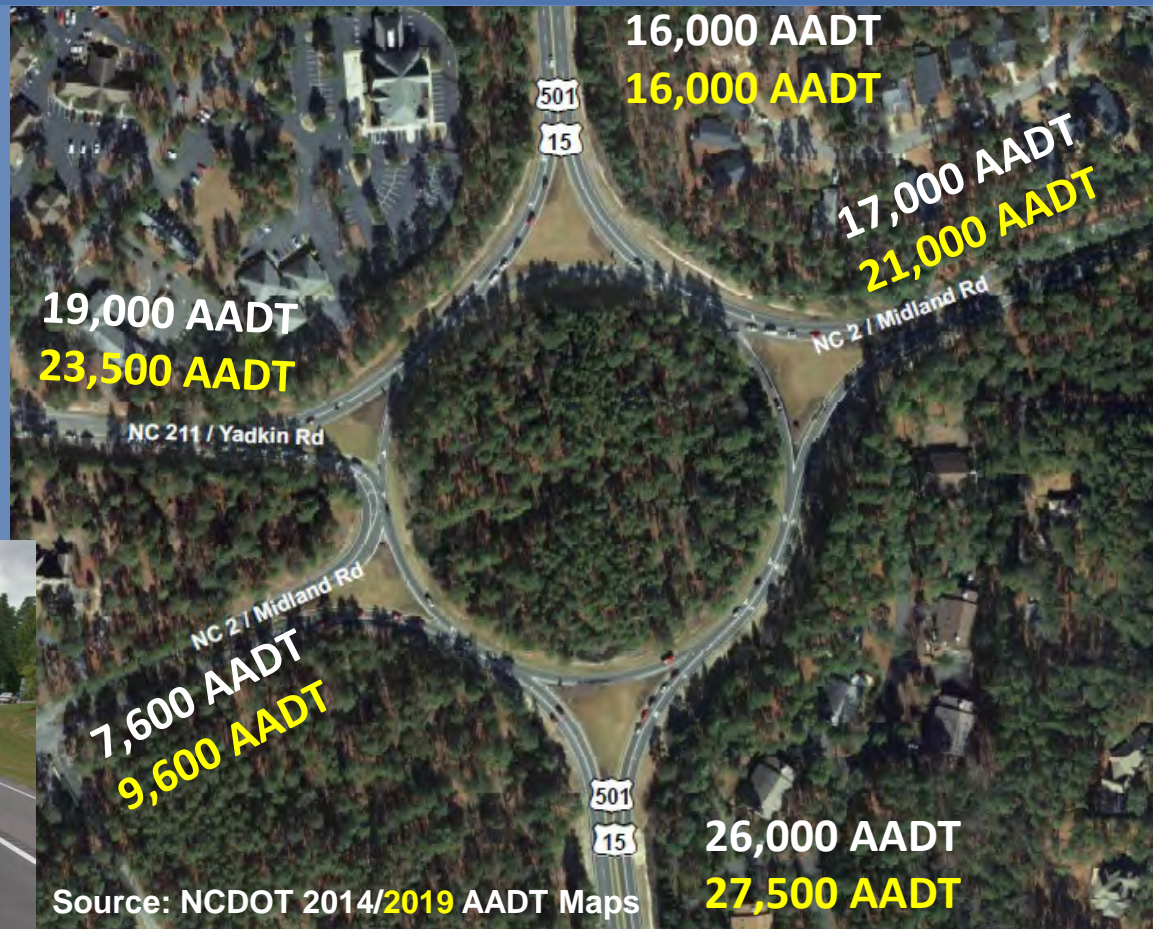 16,000 AADT
16,000 AADT
501
15
17,000 AADT
21,000 AADT
NC 2 / Midland Rd
19,000 AADT
23,500 AADT
NC 211 / Yadkin Rd
NC 2 / Midland Rd
7,600 AADT
9,600 AADT
501
15
26,000 AADT
27,500 AADT
Source: NCDOT 2014/2019 AADT Maps